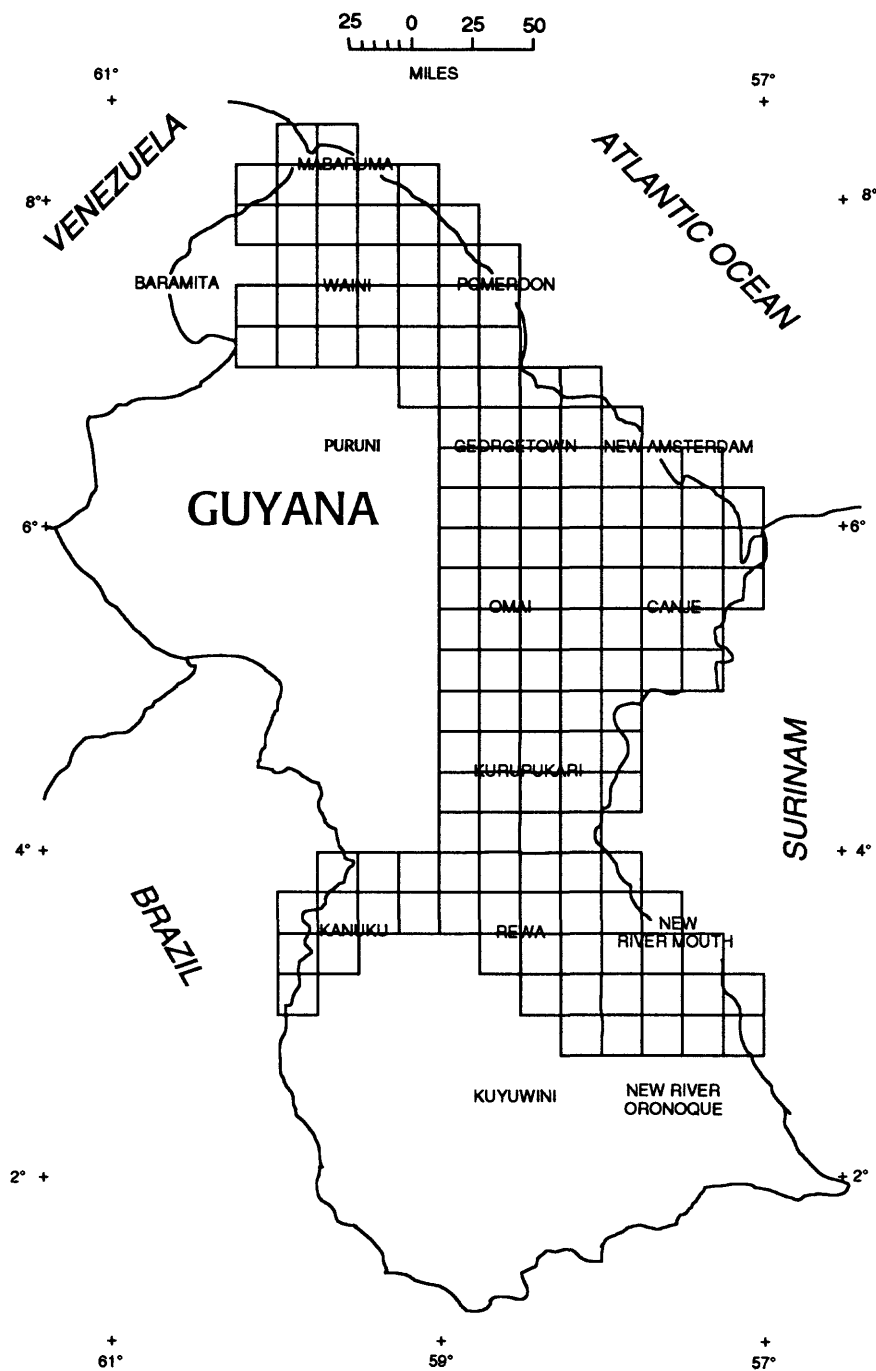 25 0 25 50
MILES
61° 57°
VENEZUELA
ATLANTIC OCEAN
MABARUMA
8° 8°
BARAMITA WAINI POMEROON
PURUNI GEORGETOWN NEW AMSTERDAM
GUYANA
6° 6°
OMAI CANJE
KURUPUKARI
SURINAM
4° 4°
BRAZIL
KANUKU REWA NEW
RIVER MOUTH
KUYUWINI NEW RIVER
ORONOQUE
2° 2°
61° 59° 57°